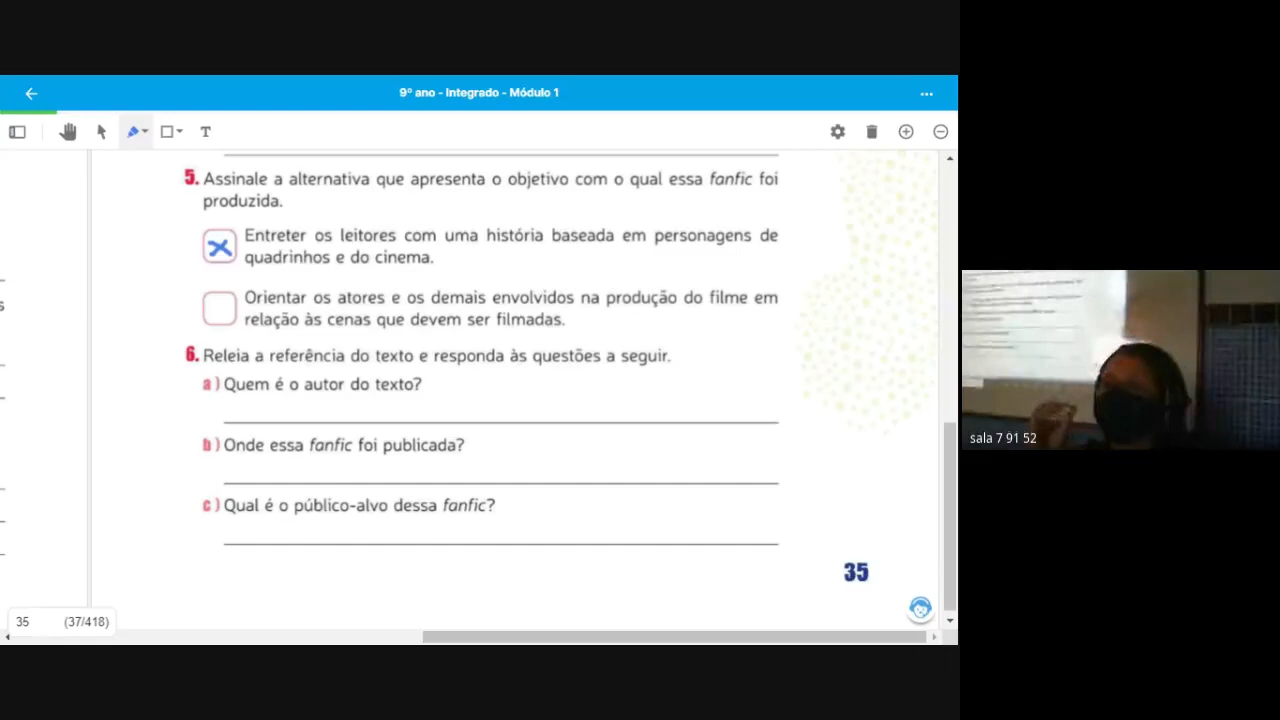 9º ano - Integrado - Módulo 1
T
5. Assinale a alternativa que apresenta o objetivo com o qual essa fanfic foi
produzida.
Entreter os leitores com uma história baseada em personagens de
quadrinhos e do cinema.
Orientar os atores e os demais envolvidos na produção do filme em
relação às cenas que devem ser filmadas.
6. Releia a referência do texto e responda às questões a seguir.
a) Quem é o autor do texto?
b) Onde essa fanfic foi publicada?
c) Qual é o público-alvo dessa fanfic?
35
s
35 (37/418)
sala 7 91 52